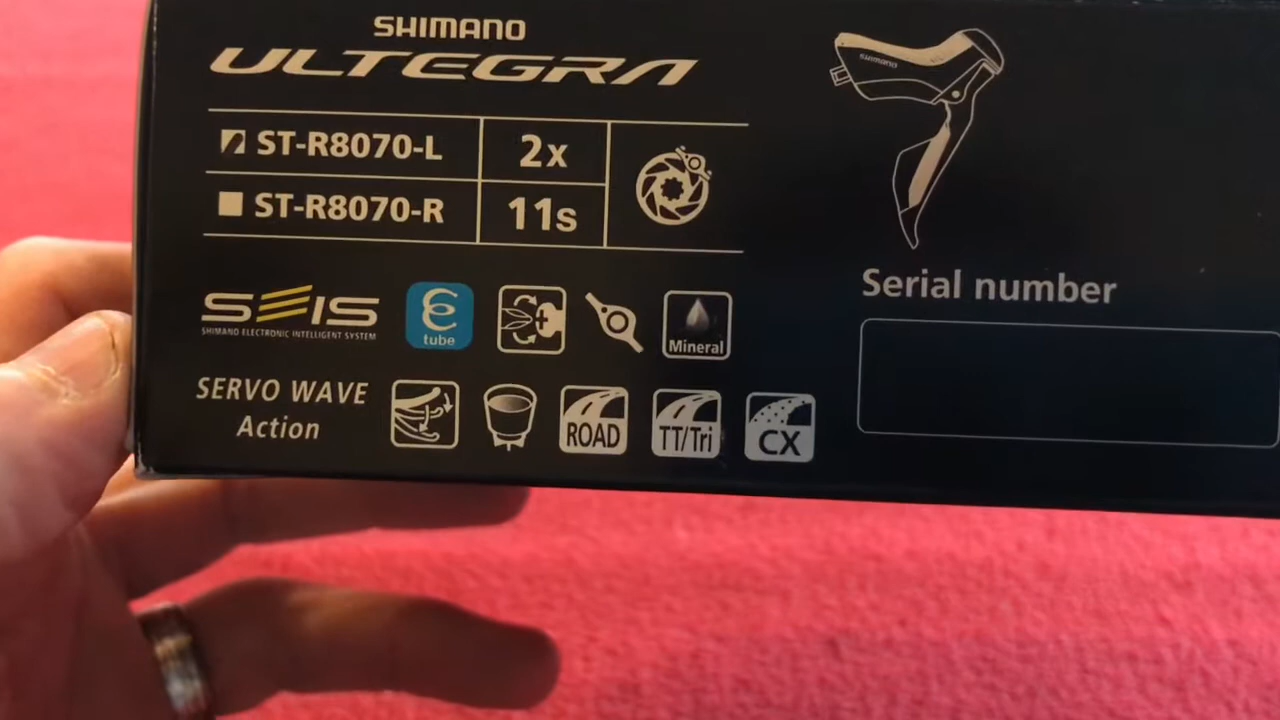 SHIMANO
ULTEGRA
ST-R8070-L 2x
ST-R8070-R 11s
SHIMANO
Serial number
SEIS
SHIMANO ELECTRONIC INTELLIGENT SYSTEM
e tube
Mineral
SERVO WAVE
Action
ROAD
TT/Tri
CX